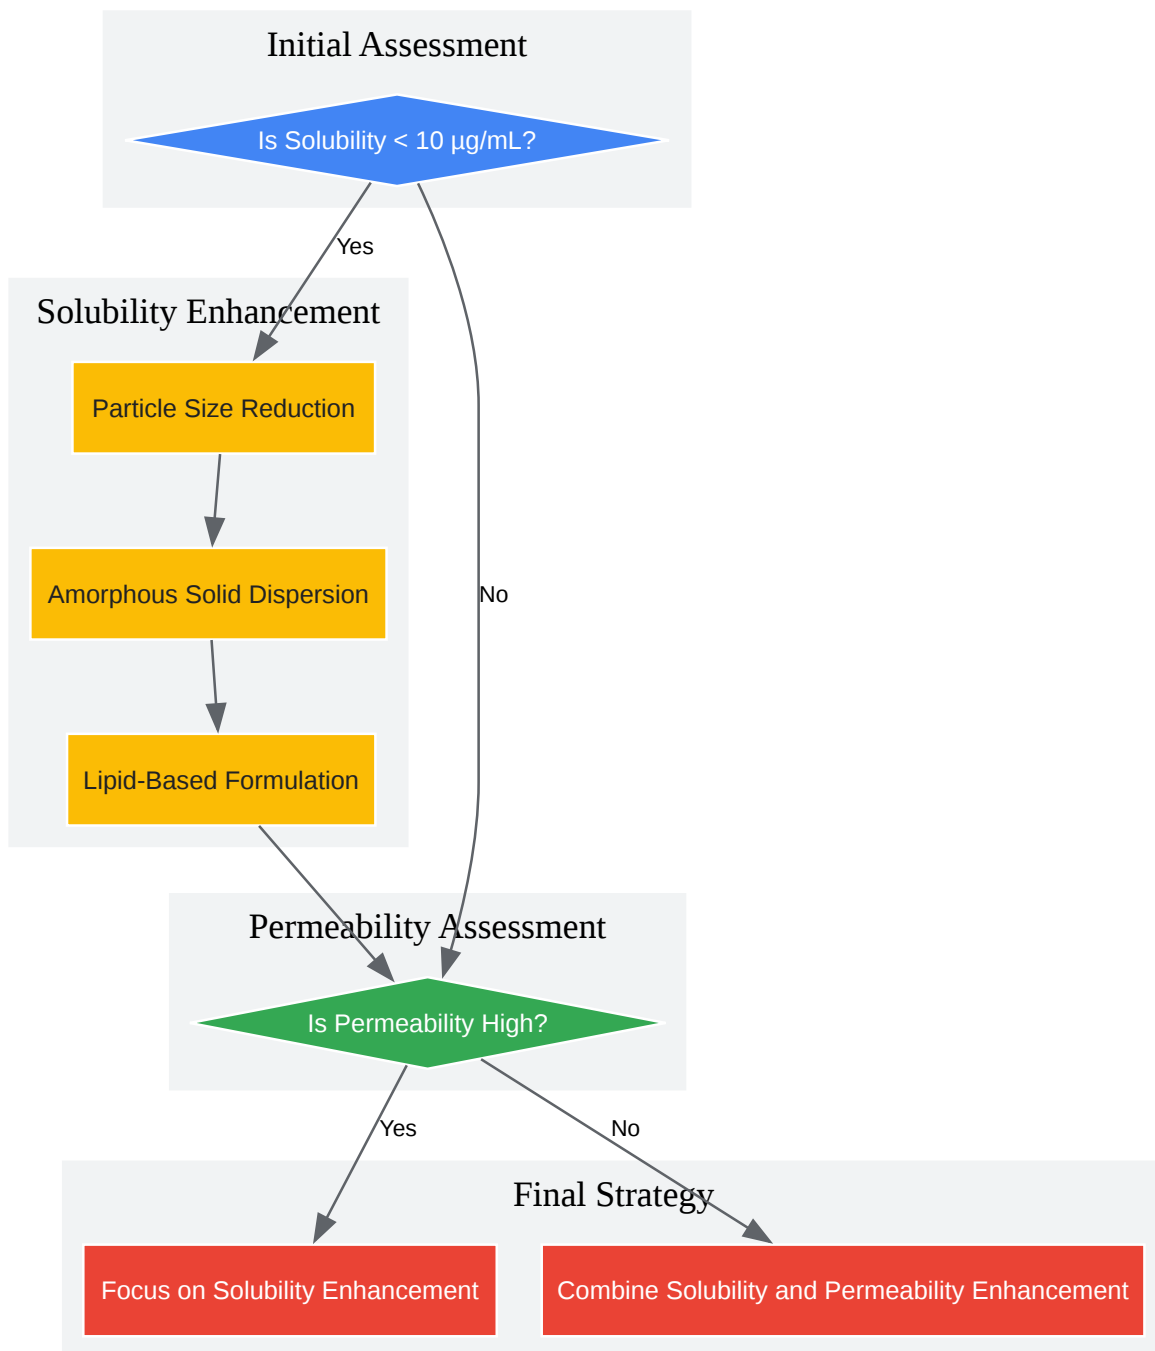 Initial Assessment
Is Solubility < 10 µg/mL?
Yes
Solubility Enhancement
Particle Size Reduction
Amorphous Solid Dispersion
No
Lipid-Based Formulation
Permeability Assessment
Is Permeability High?
Yes
No
Final Strategy
Focus on Solubility Enhancement
Combine Solubility and Permeability Enhancement